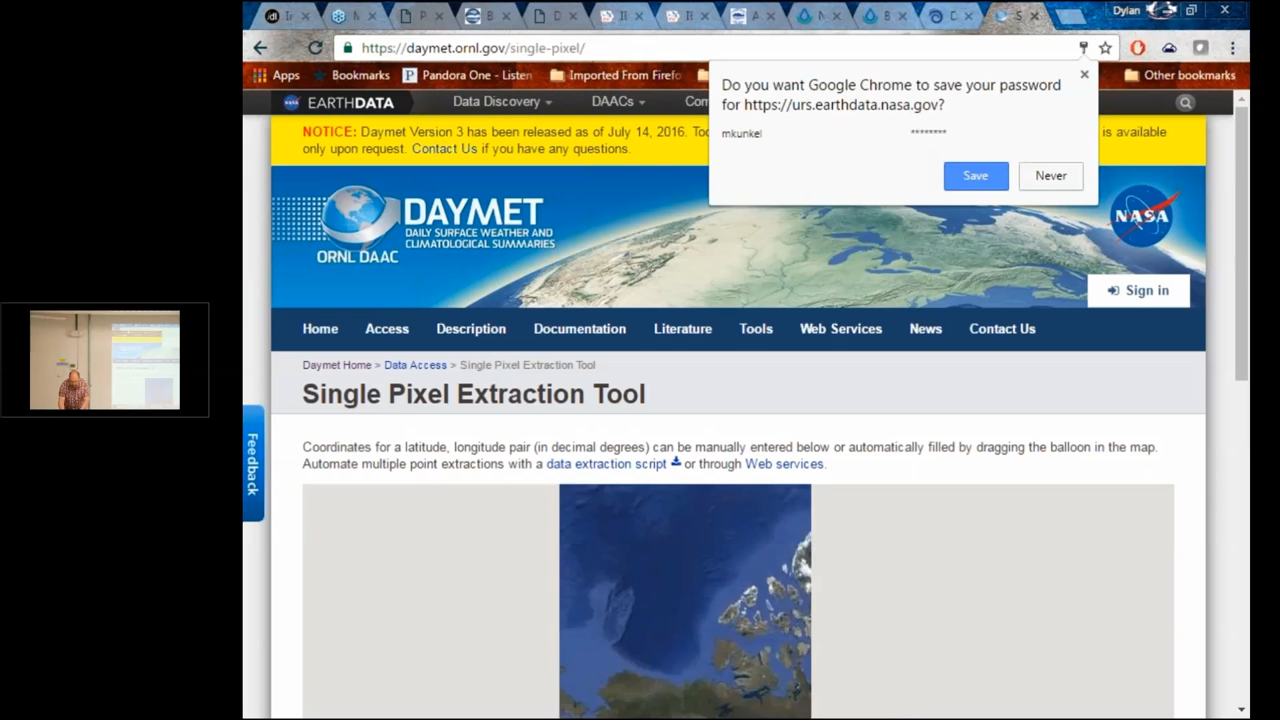 Dylan
https://daymet.ornl.gov/single-pixel/
Apps Bookmarks Pandora One - Listen Imported From Firefo Other bookmarks
Do you want Google Chrome to save your password
for https://urs.earthdata.nasa.gov?
mkunkel ********
Save Never
EARTHDATA Data Discovery DAACs Com
NOTICE: Daymet Version 3 has been released as of July 14, 2016. Toc is available
only upon request. Contact Us if you have any questions.
DAYMET
DAILY SURFACE WEATHER AND
CLIMATOLOGICAL SUMMARIES
ORNL DAAC
NASA
Sign in
Home Access Description Documentation Literature Tools Web Services News Contact Us
Daymet Home > Data Access > Single Pixel Extraction Tool
Single Pixel Extraction Tool
Feedback
Coordinates for a latitude, longitude pair (in decimal degrees) can be manually entered below or automatically filled by dragging the balloon in the map.
Automate multiple point extractions with a data extraction script or through Web services.